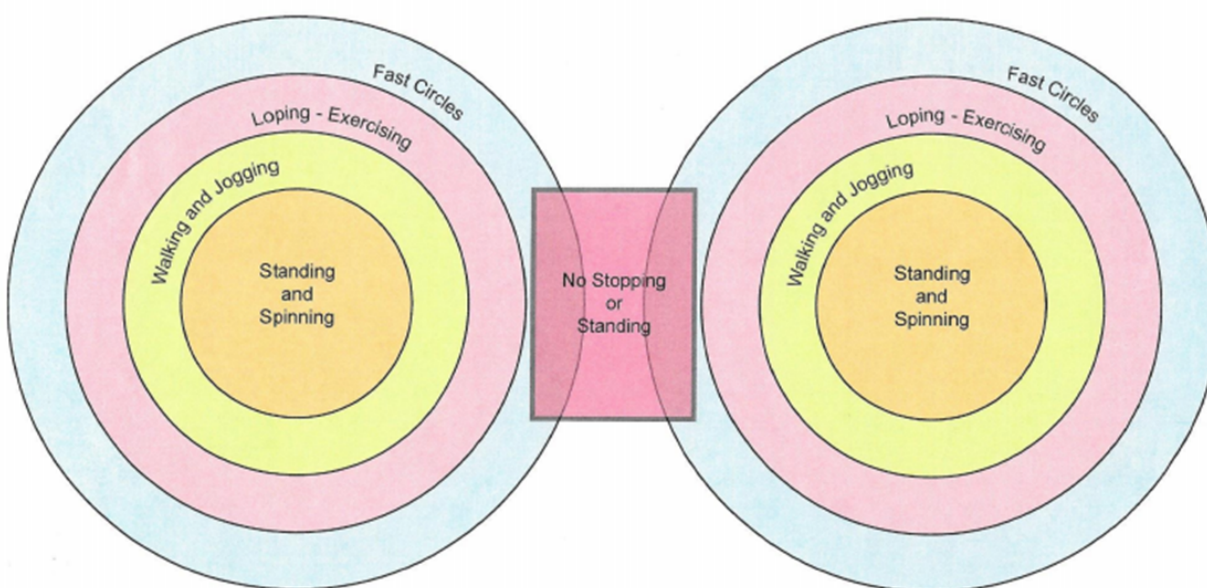 Fast Circles
Loping - Exercising
Walking and Jogging
Standing
and
Spinning
No Stopping
or
Standing
Fast Circles
Loping - Exercising
Walking and Jogging
Standing
and
Spinning